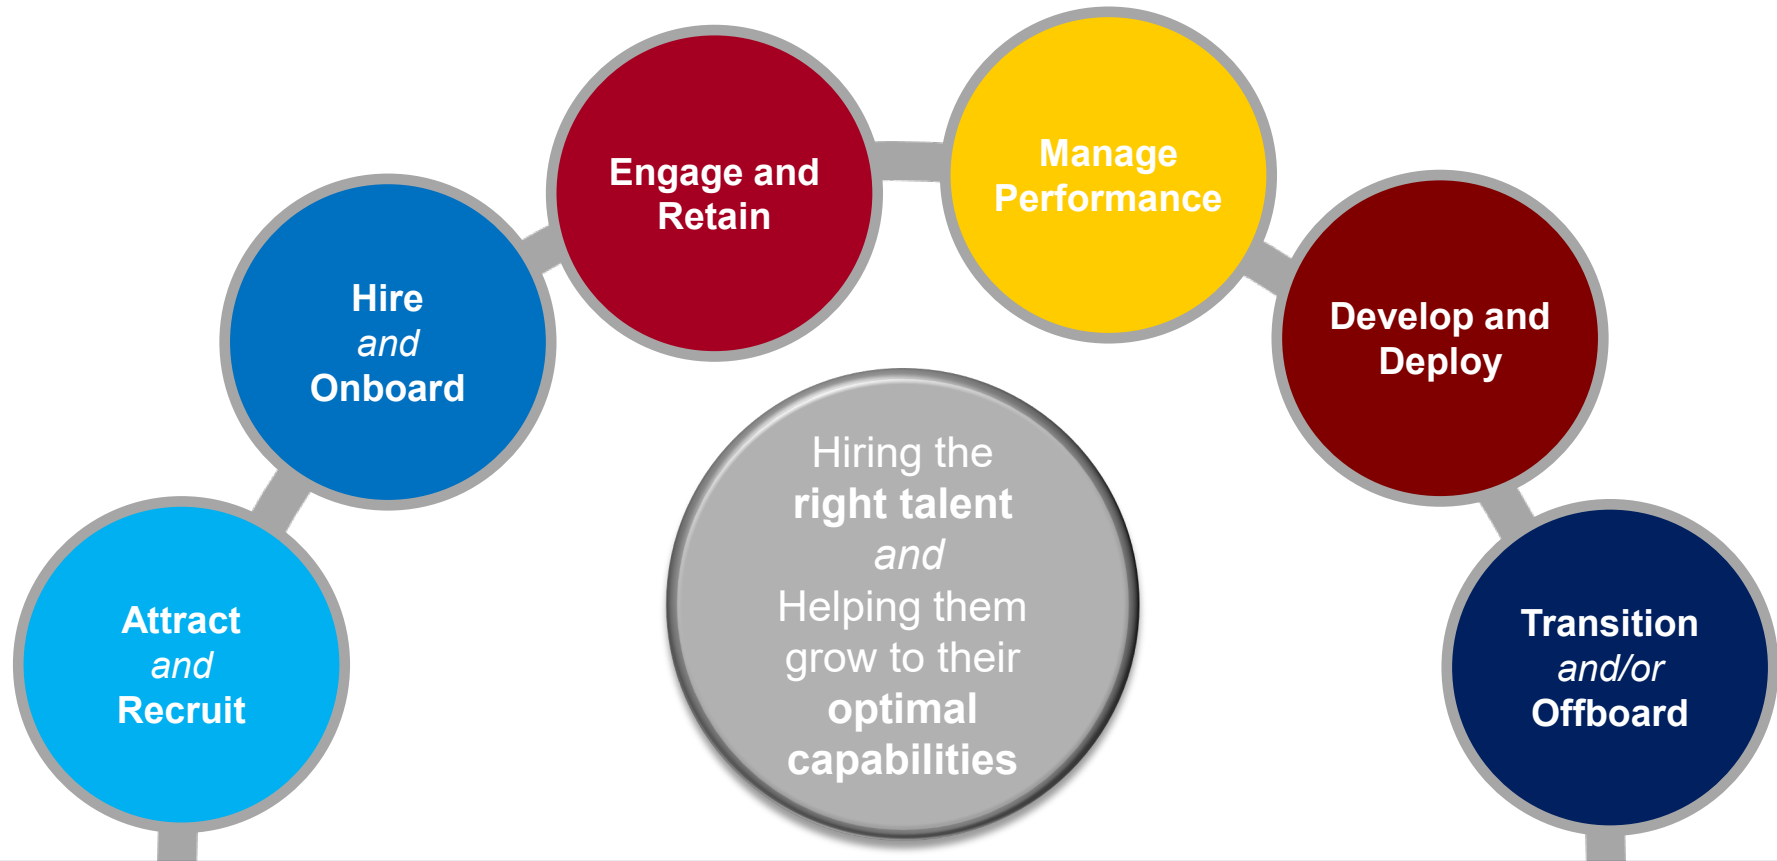 Attract
and
Recruit
Hire
and
Onboard
Engage and
Retain
Manage
Performance
Develop and
Deploy
Transition
and/or
Offboard
Hiring the
right talent
and
Helping them
grow to their
optimal
capabilities